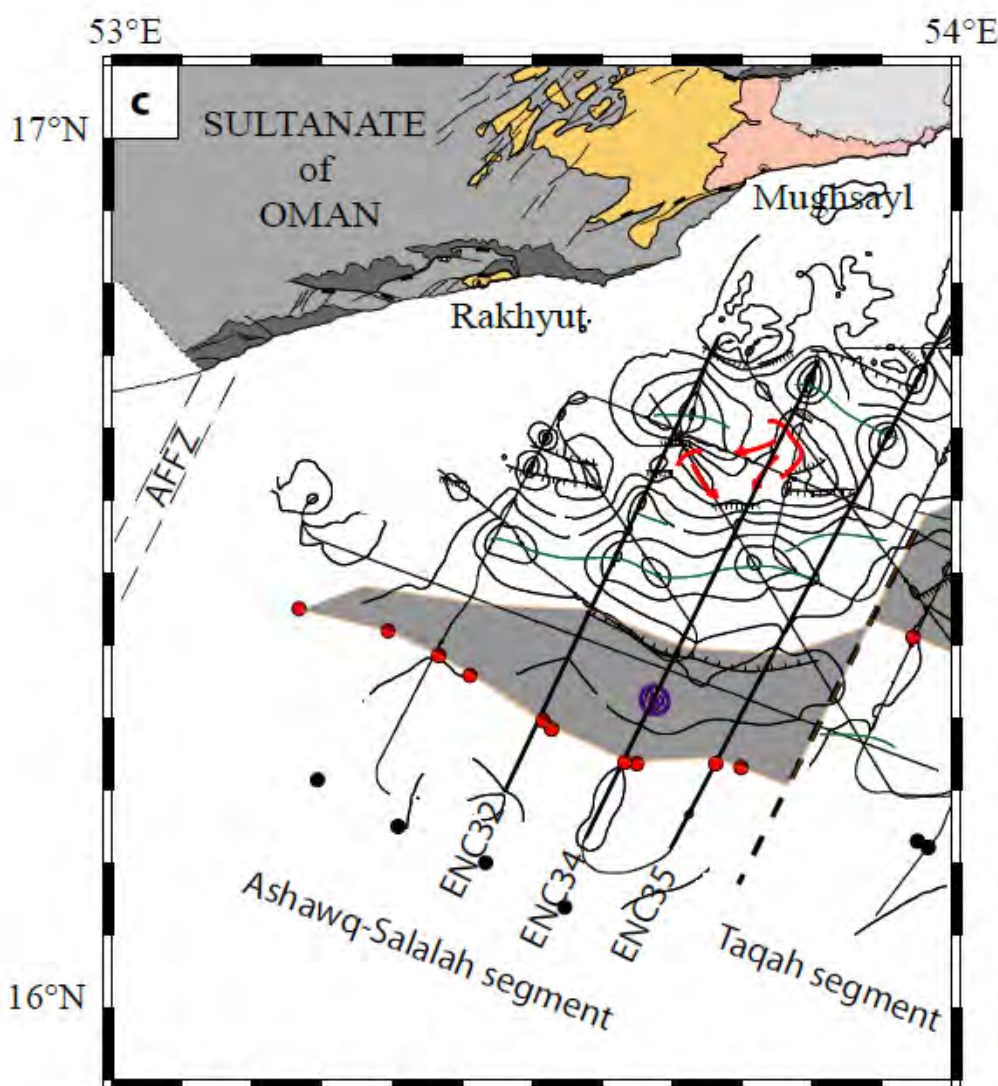 53°E
54°E
c
17°N
SULTANATE
of
OMAN
Mughsayl
Rakhyut
AFFZ
ENC32
ENC34
ENC35
Ashawq-Salalah segment
Taqah segment
16°N